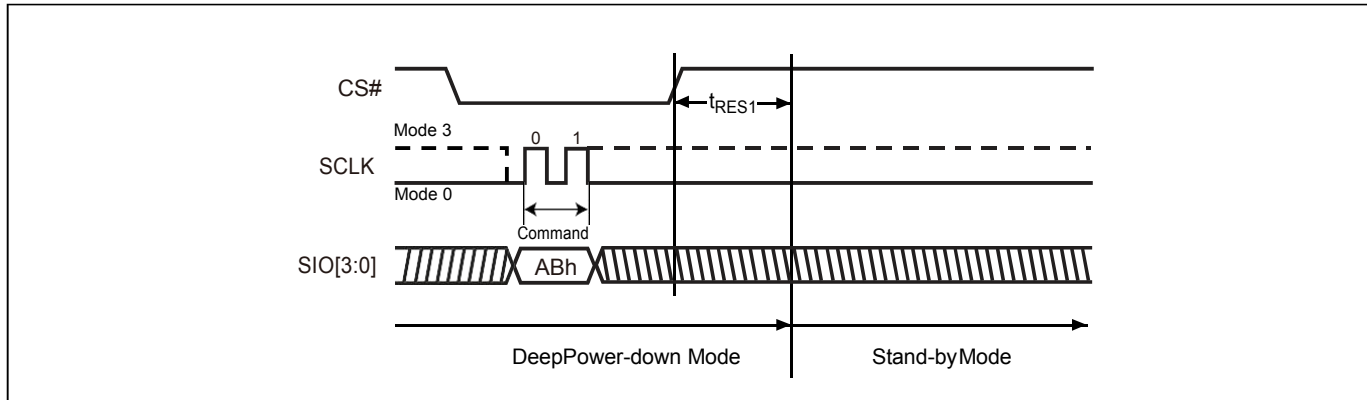 CS#
tRES1
Mode 3
0 1
SCLK
Mode 0
Command
SIO[3:0]
ABh
DeepPower-down Mode
Stand-byMode